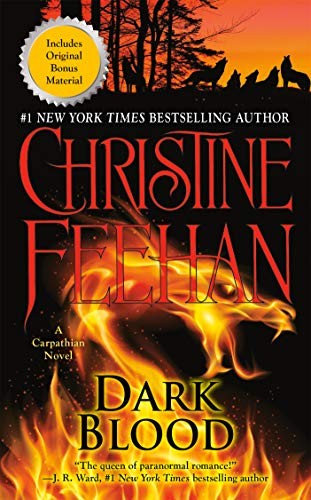 Includes
Original
Bonus
Material
#1 NEW YORK TIMES BESTSELLING AUTHOR
CHRISTINE
FEEHAN
A
Carpathian
Novel
DARK
BLOOD
"The queen of paranormal romance!"
—J. R. Ward, #1 New York Times bestselling author